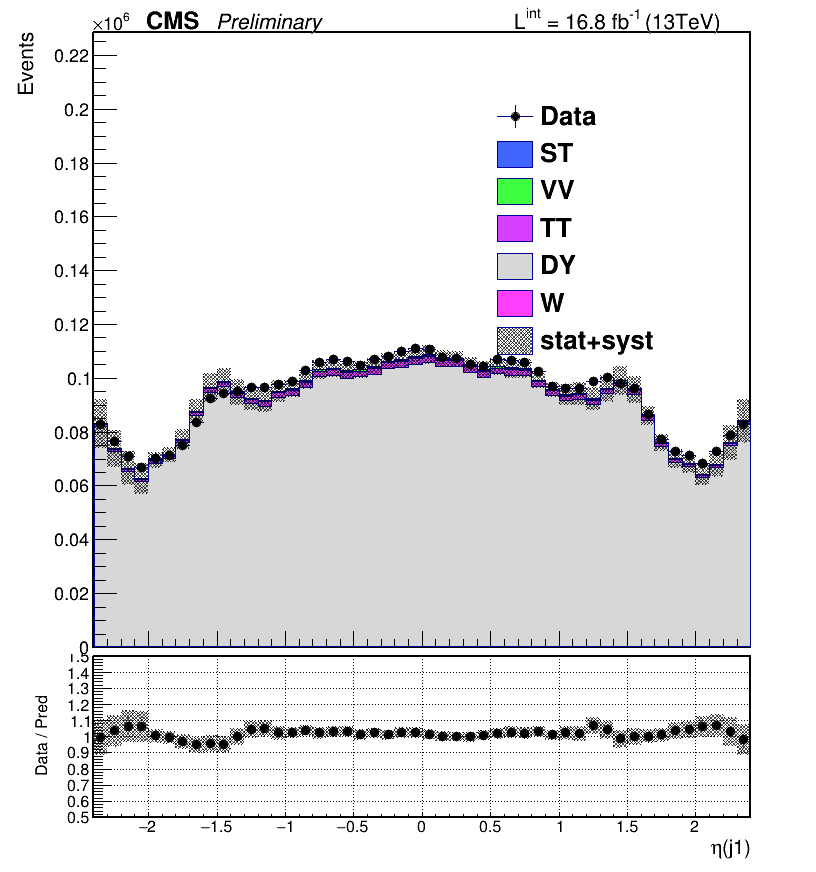 ×10⁶ CMS Preliminary L^int = 16.8 fb⁻¹ (13TeV)
Events
0.22
0.2
0.18
0.16
0.14
0.12
0.1
0.08
0.06
0.04
0.02
0
Data
ST
VV
TT
DY
W
stat+syst
Data / Pred
1.5
1.4
1.3
1.2
1.1
1
0.9
0.8
0.7
0.6
0.5
−2 −1.5 −1 −0.5 0 0.5 1 1.5 2
η(j1)